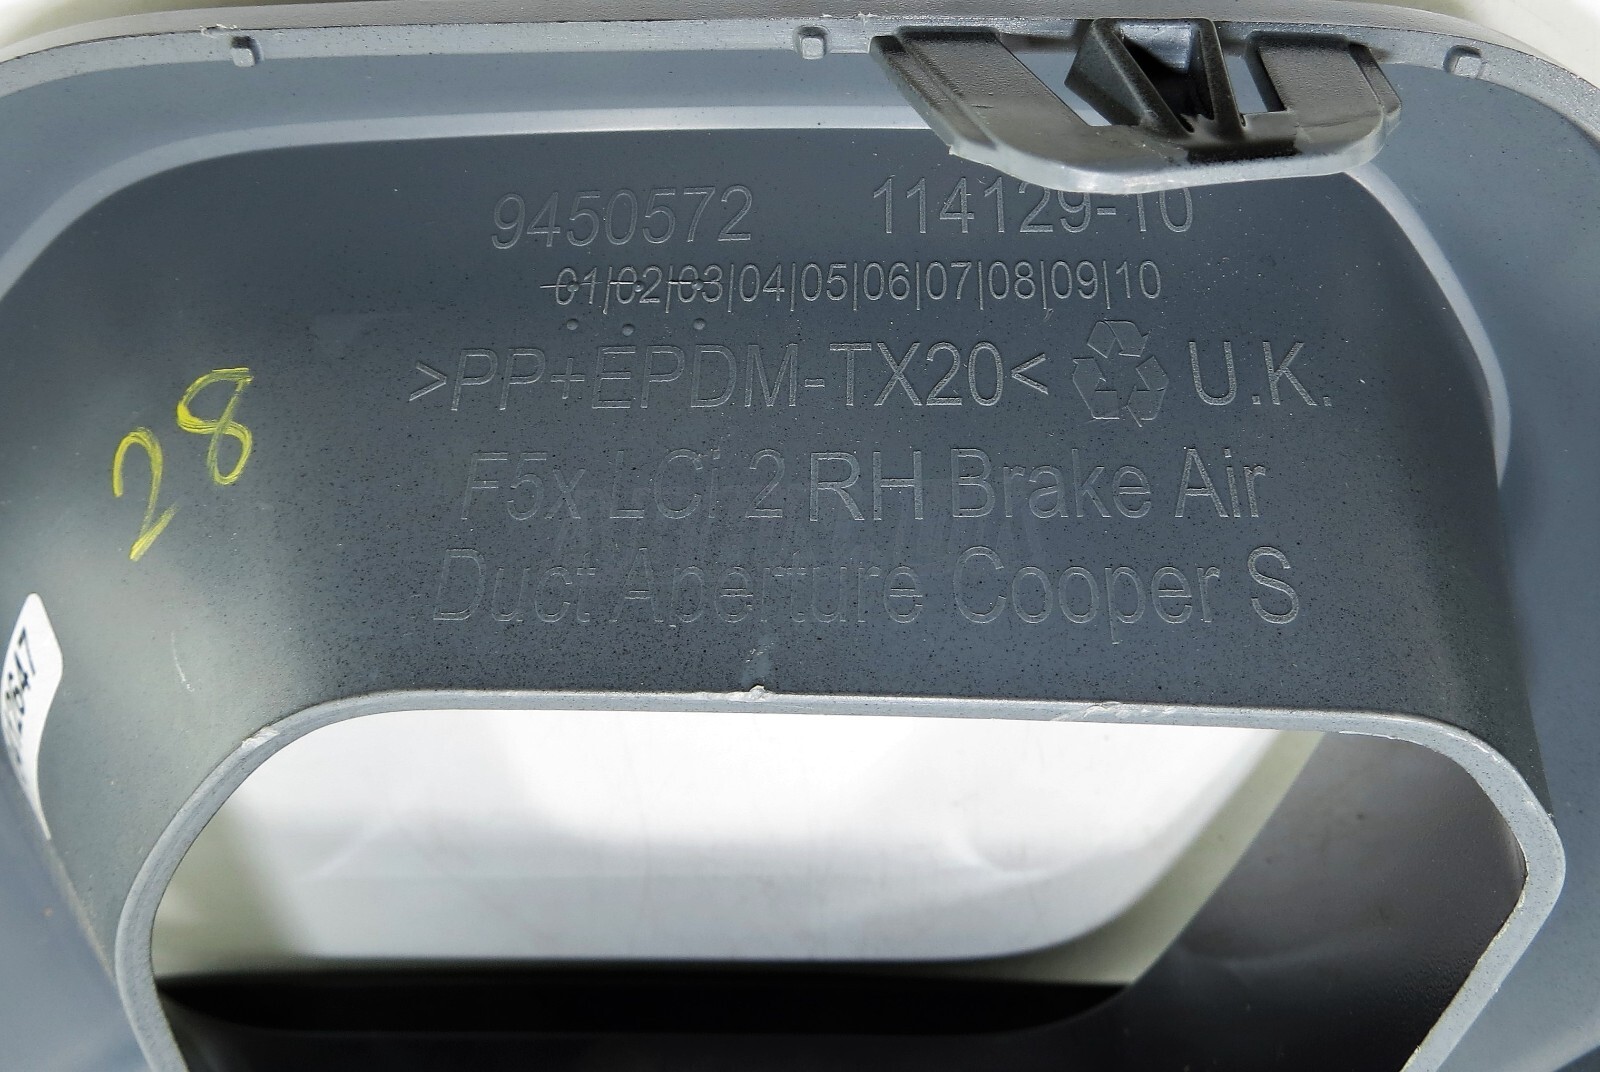 9450572 114129-10
01|02|03|04|05|06|07|08|09|10
>PP+EPDM-TX20< U.K.
28
F5x LCi 2 RH Brake Air
Duct Aperture Cooper S